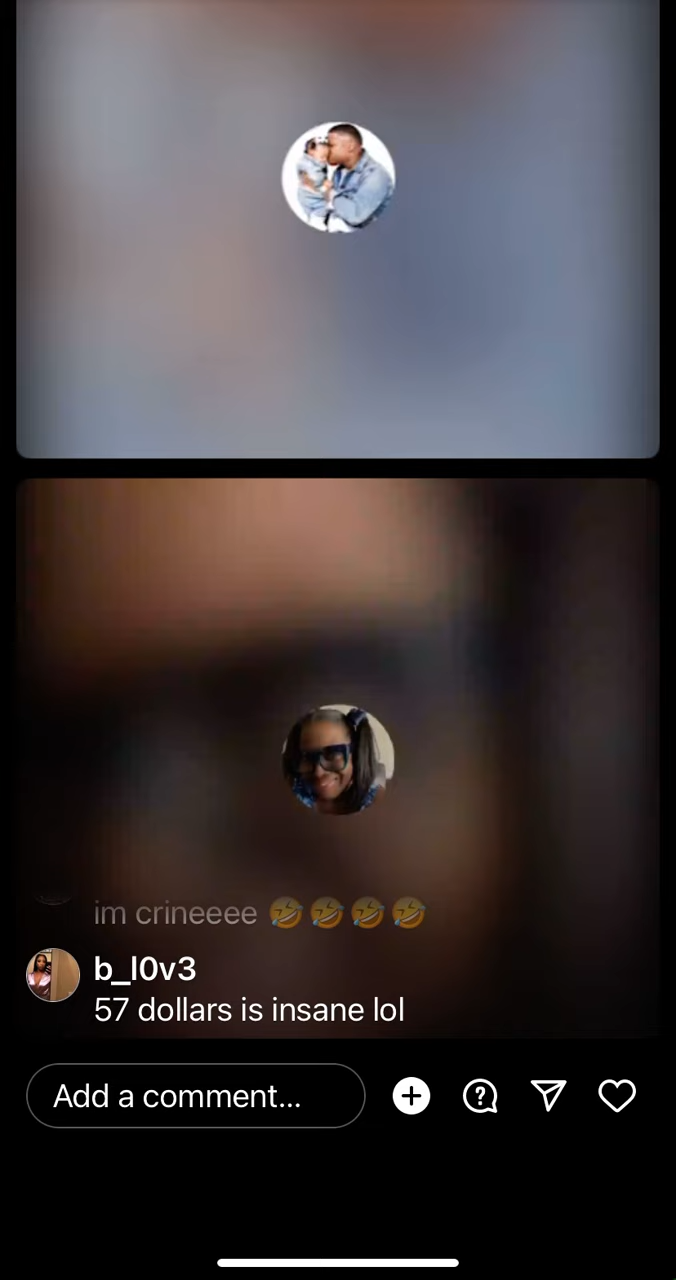 im crineeee 🤣🤣🤣🤣
b_l0v3
57 dollars is insane lol
Add a comment...